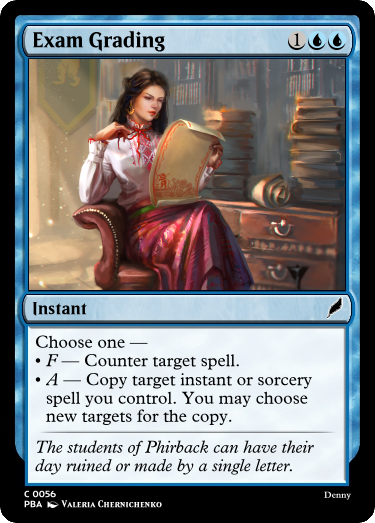 Exam Grading 1UU
Instant
Choose one —
• F — Counter target spell.
• A — Copy target instant or sorcery
spell you control. You may choose
new targets for the copy.
The students of Phirback can have their
day ruined or made by a single letter.
C 0056
PBA Valeria Chernichenko Denny